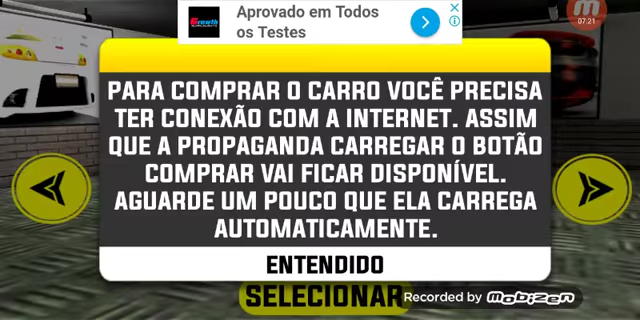 Growth
Aprovado em Todos
os Testes
07:21
PARA COMPRAR O CARRO VOCÊ PRECISA
TER CONEXÃO COM A INTERNET. ASSIM
QUE A PROPAGANDA CARREGAR O BOTÃO
COMPRAR VAI FICAR DISPONÍVEL.
AGUARDE UM POUCO QUE ELA CARREGA
AUTOMATICAMENTE.
ENTENDIDO
SELECIONAR
Recorded by Mobizen